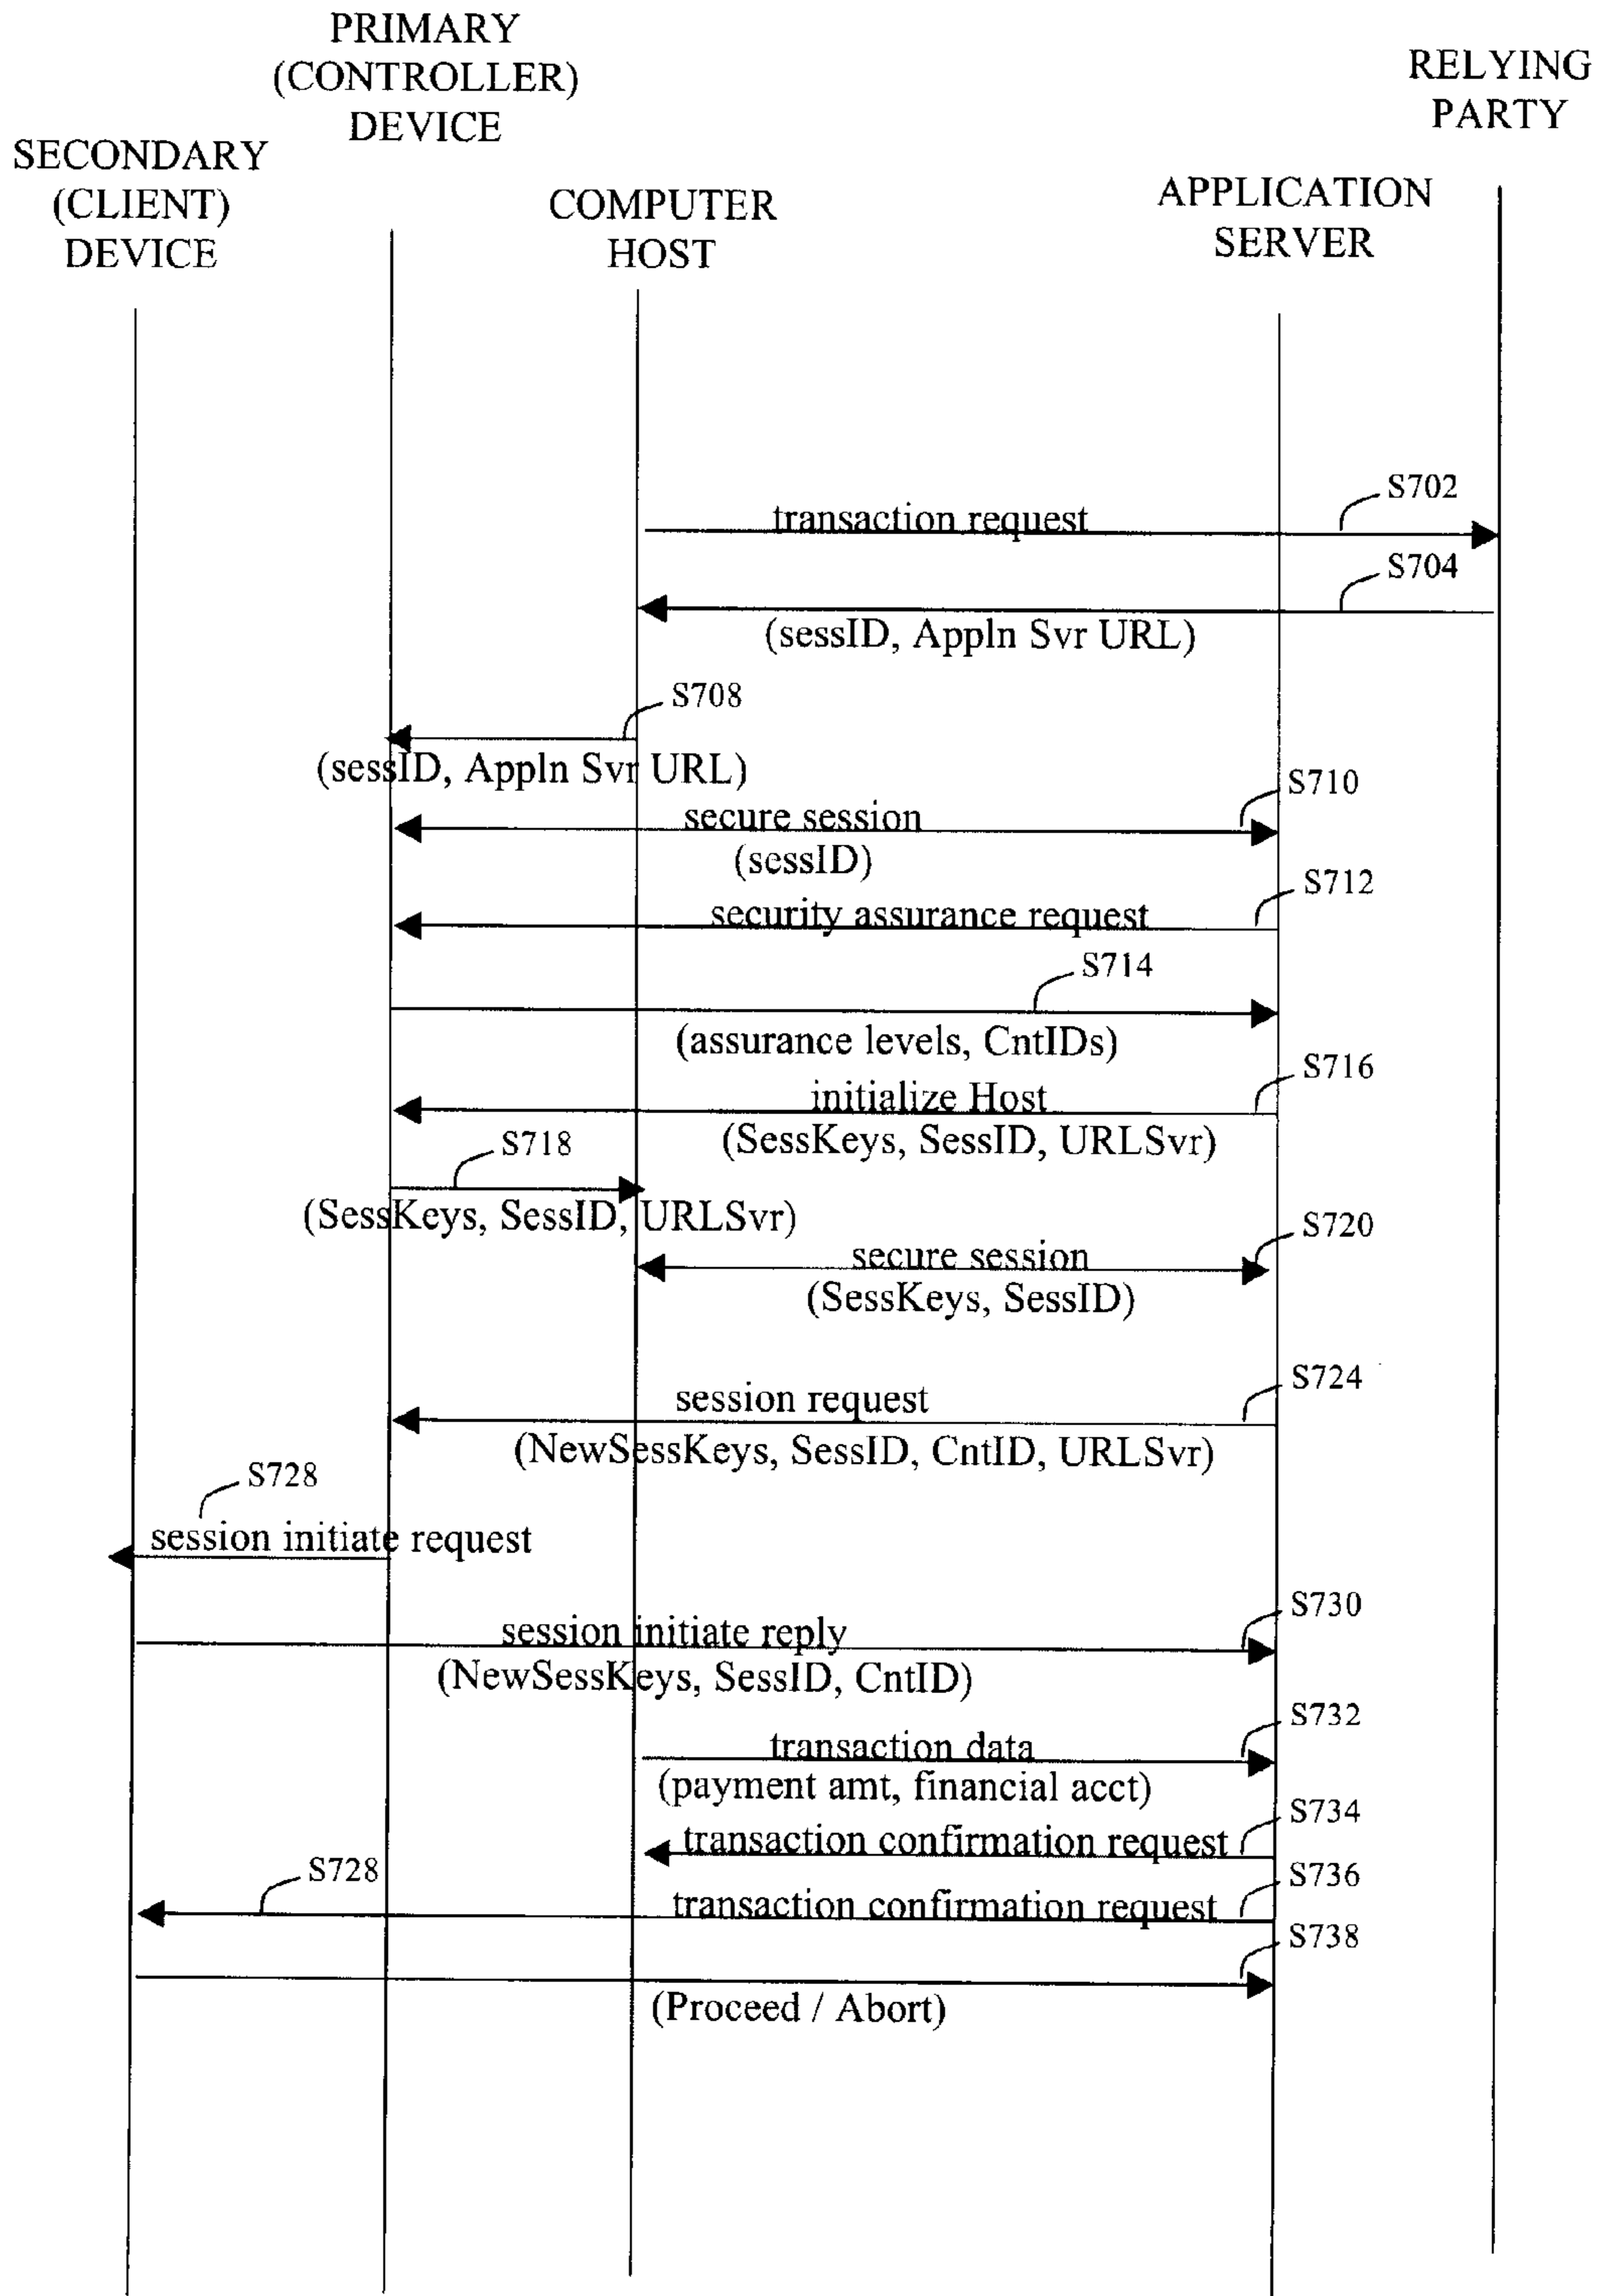 PRIMARY
(CONTROLLER)
DEVICE
RELYING
PARTY
SECONDARY
(CLIENT)
DEVICE
COMPUTER
HOST
APPLICATION
SERVER
S702
transaction request
S704
(sessID, Appln Svr URL)
S708
(sessID, Appln Svr URL)
S710
secure session
(sessID)
S712
security assurance request
S714
(assurance levels, CntIDs)
S716
initialize Host
(SessKeys, SessID, URLSvr)
S718
(SessKeys, SessID, URLSvr)
S720
secure session
(SessKeys, SessID)
S724
session request
(NewSessKeys, SessID, CntID, URLSvr)
S728
session initiate request
S730
session initiate reply
(NewSessKeys, SessID, CntID)
S732
transaction data
(payment amt, financial acct)
S734
transaction confirmation request
S728
S736
transaction confirmation request
S738
(Proceed / Abort)